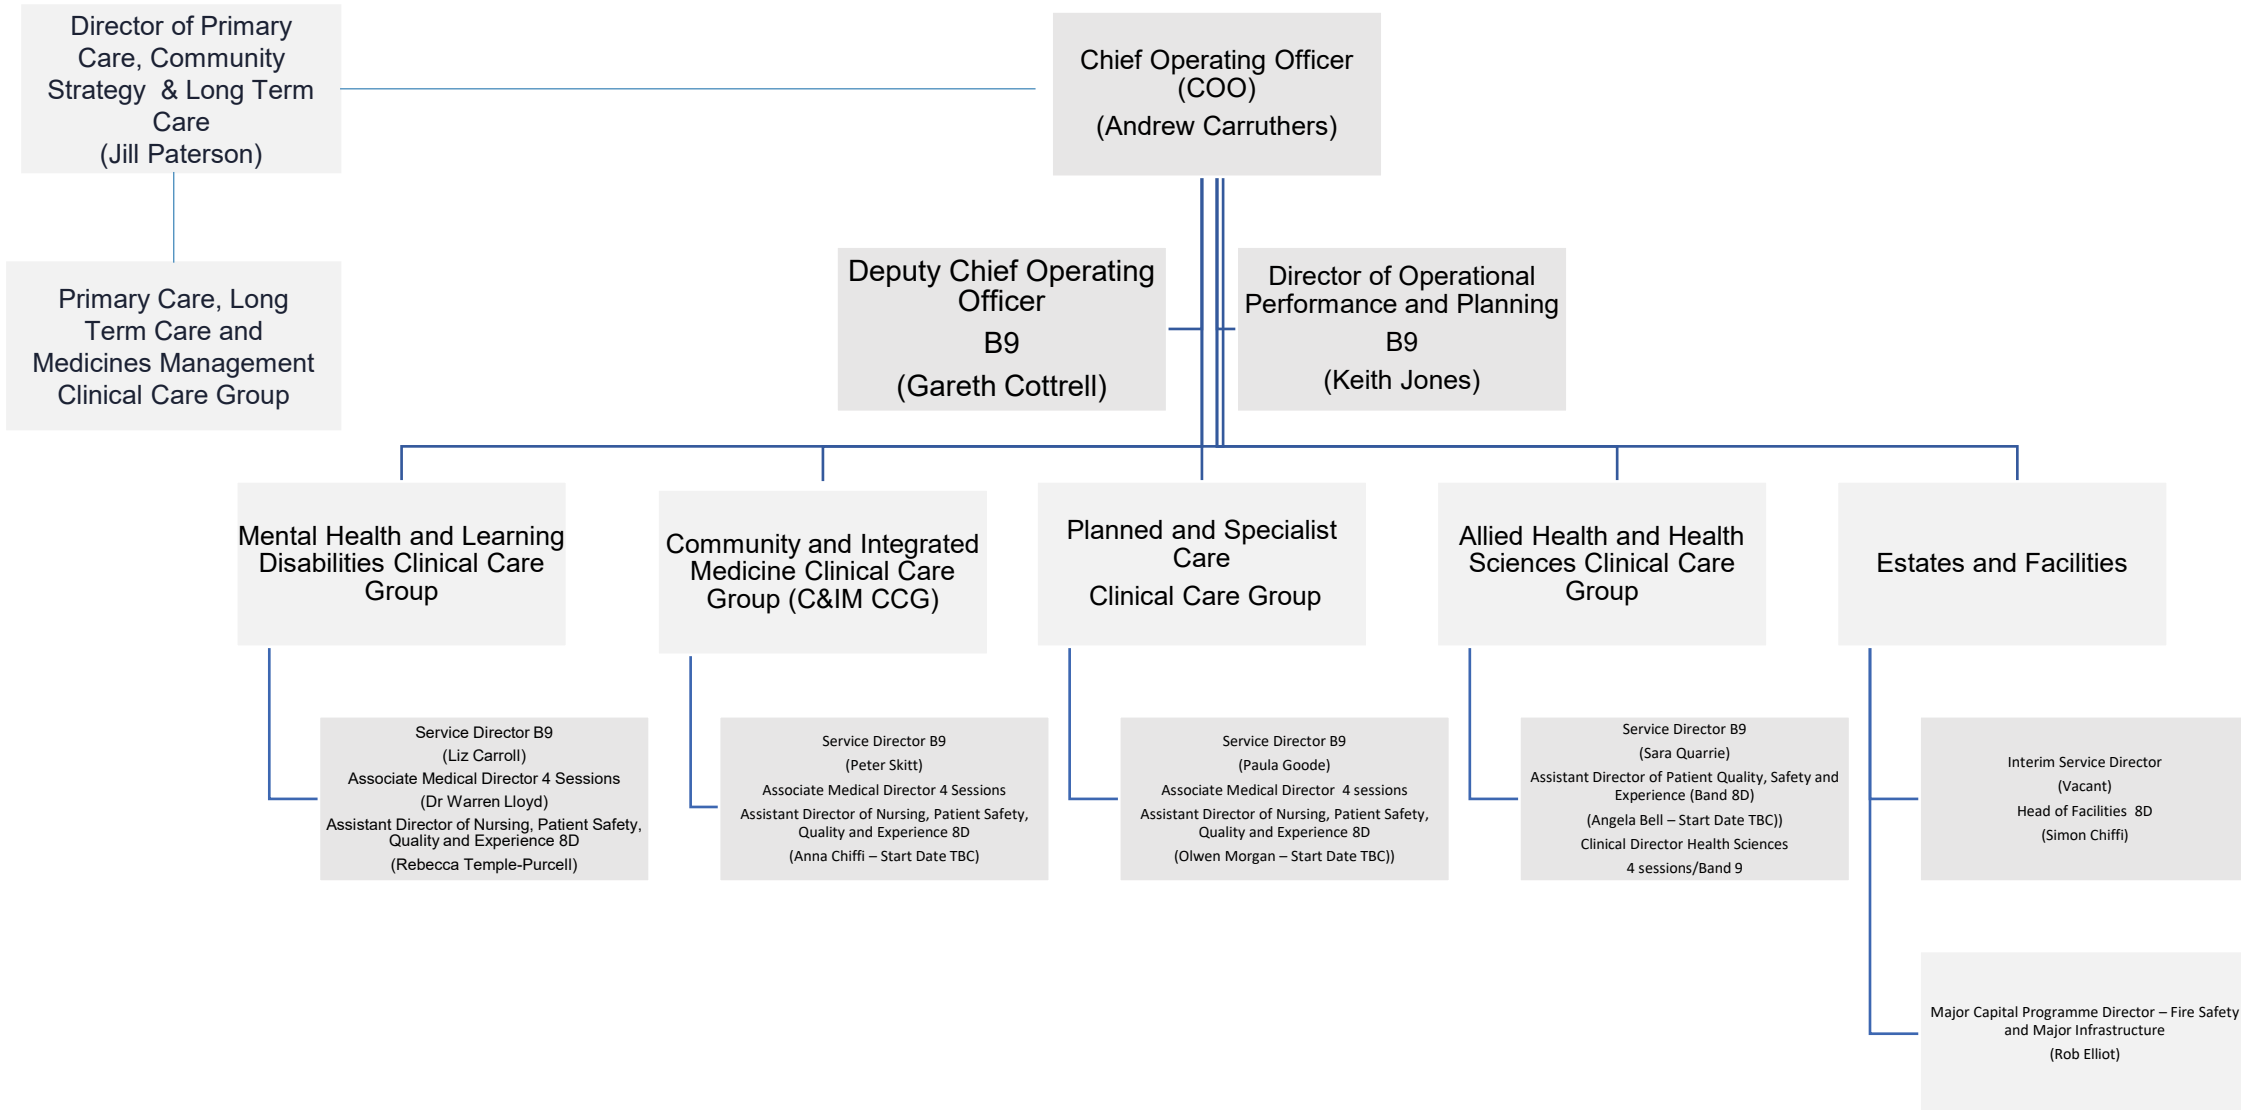 Director of Primary
Care, Community
Strategy & Long Term
Care
(Jill Paterson)
Chief Operating Officer
(COO)
(Andrew Carruthers)
Primary Care, Long
Term Care and
Medicines Management
Clinical Care Group
Deputy Chief Operating
Officer
B9
(Gareth Cottrell)
Director of Operational
Performance and Planning
B9
(Keith Jones)
Mental Health and Learning
Disabilities Clinical Care
Group
Community and Integrated
Medicine Clinical Care
Group (C&IM CCG)
Planned and Specialist
Care
Clinical Care Group
Allied Health and Health
Sciences Clinical Care
Group
Estates and Facilities
Service Director B9
(Liz Carroll)
Associate Medical Director 4 Sessions
(Dr Warren Lloyd)
Assistant Director of Nursing, Patient Safety,
Quality and Experience 8D
(Rebecca Temple-Purcell)
Service Director B9
(Peter Skitt)
Associate Medical Director 4 Sessions
Assistant Director of Nursing, Patient Safety,
Quality and Experience 8D
(Anna Chiffi – Start Date TBC)
Service Director B9
(Paula Goode)
Associate Medical Director 4 sessions
Assistant Director of Nursing, Patient Safety,
Quality and Experience 8D
(Olwen Morgan – Start Date TBC))
Service Director B9
(Sara Quarrie)
Assistant Director of Patient Quality, Safety and
Experience (Band 8D)
(Angela Bell – Start Date TBC))
Clinical Director Health Sciences
4 sessions/Band 9
Interim Service Director
(Vacant)
Head of Facilities 8D
(Simon Chiffi)
Major Capital Programme Director – Fire Safety
and Major Infrastructure
(Rob Elliot)